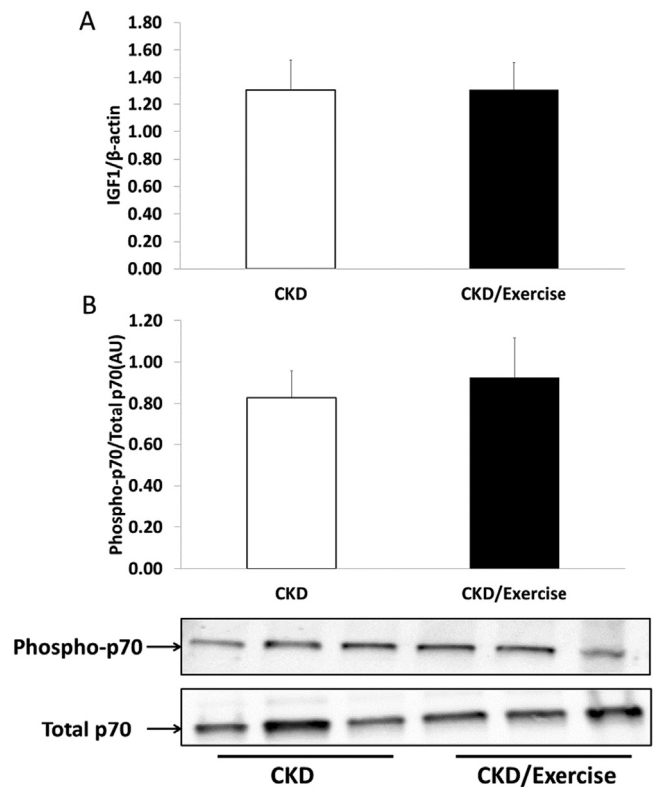 A
IGF1/β-actin
1.80
1.60
1.40
1.20
1.00
0.80
0.60
0.40
0.20
0.00
CKD CKD/Exercise
B
Phospho-p70/Total p70(AU)
1.20
1.00
0.80
0.60
0.40
0.20
0.00
CKD CKD/Exercise
Phospho-p70
Total p70
CKD CKD/Exercise